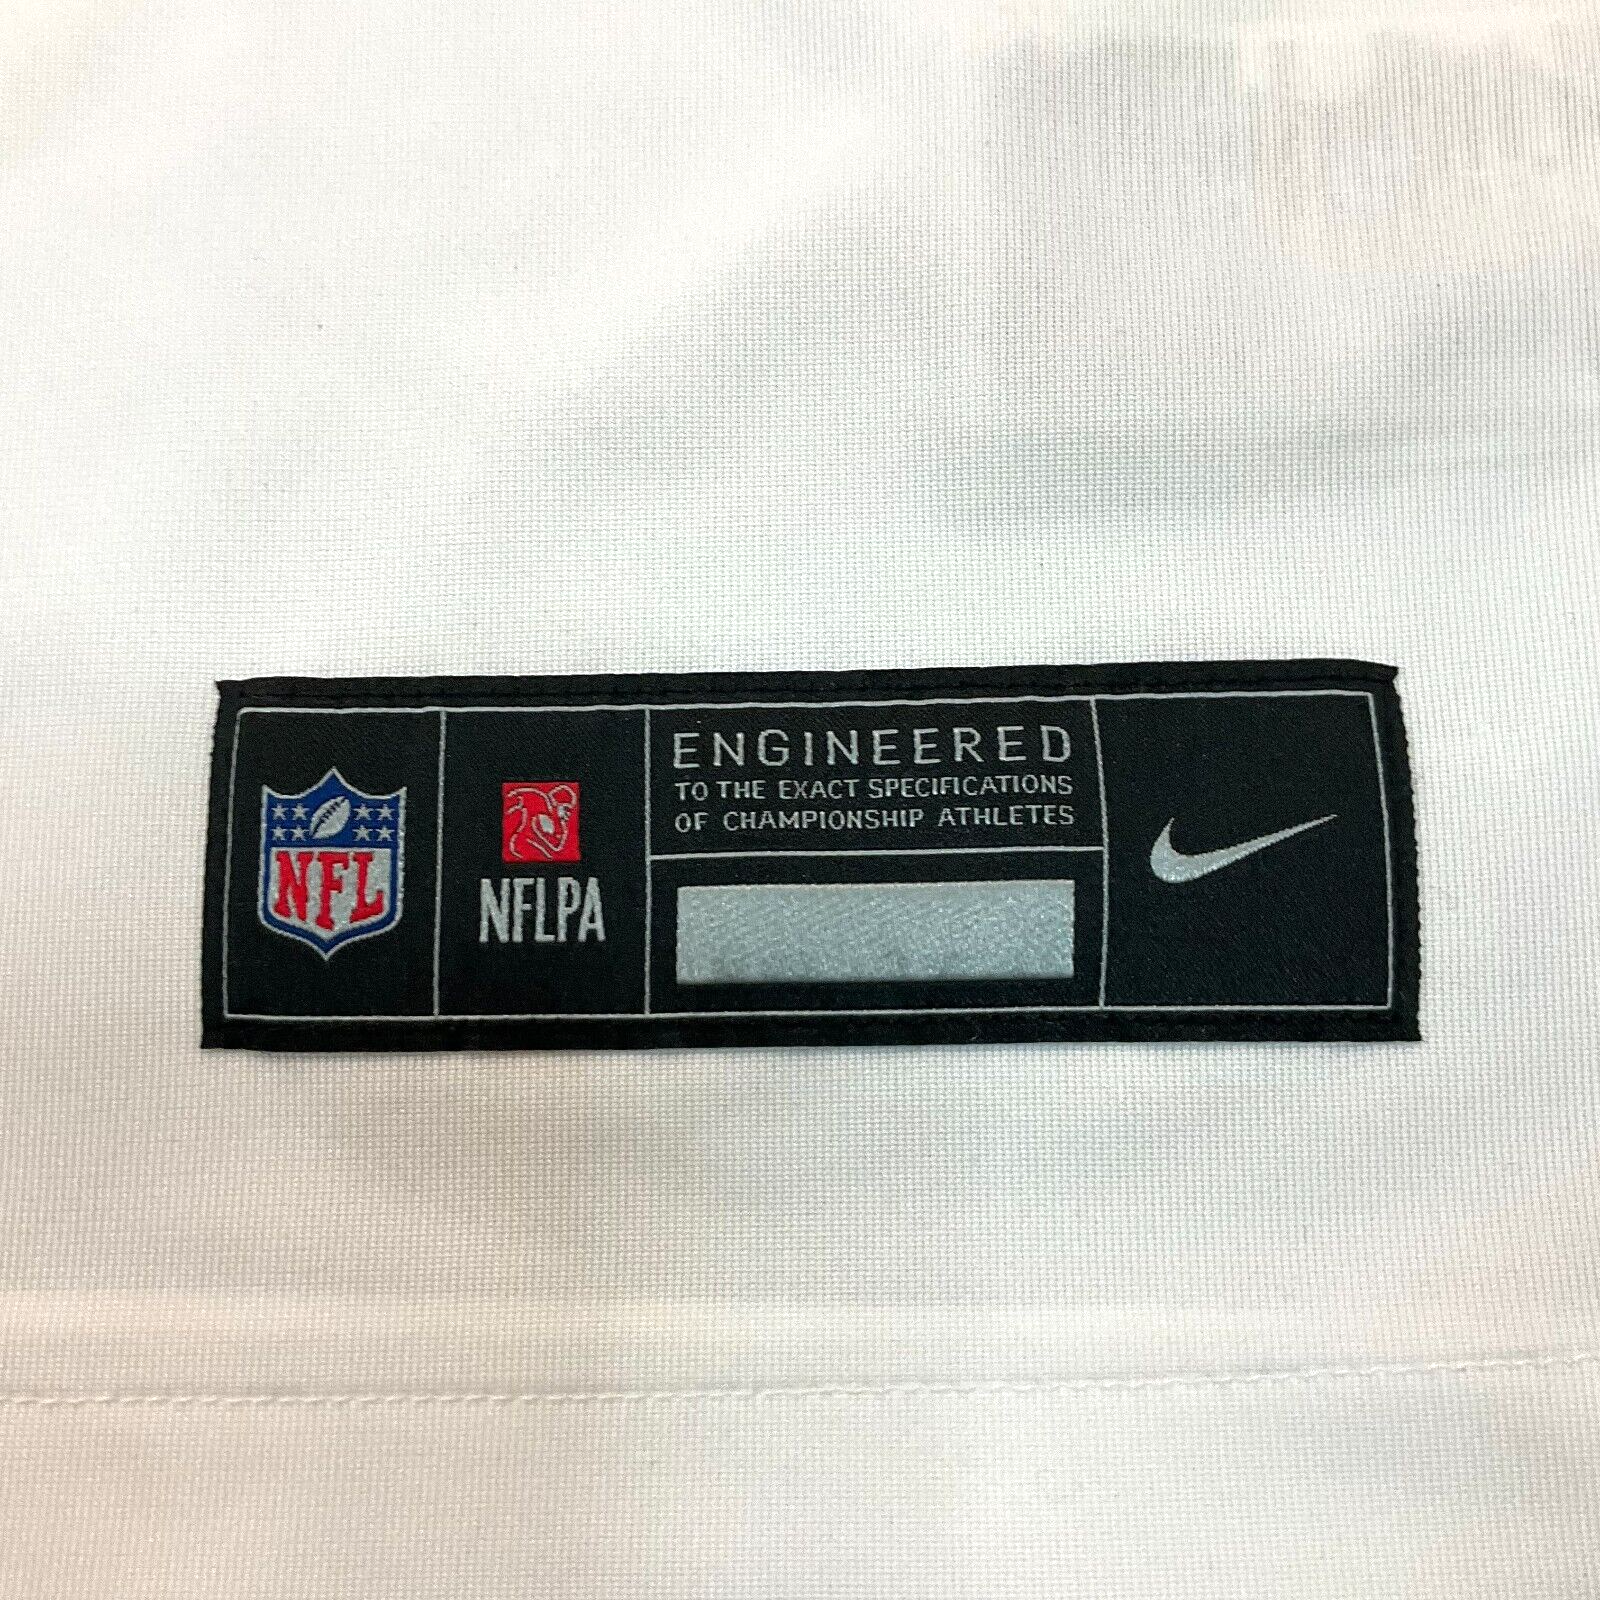 NFL
NFLPA
ENGINEERED
TO THE EXACT SPECIFICATIONS
OF CHAMPIONSHIP ATHLETES